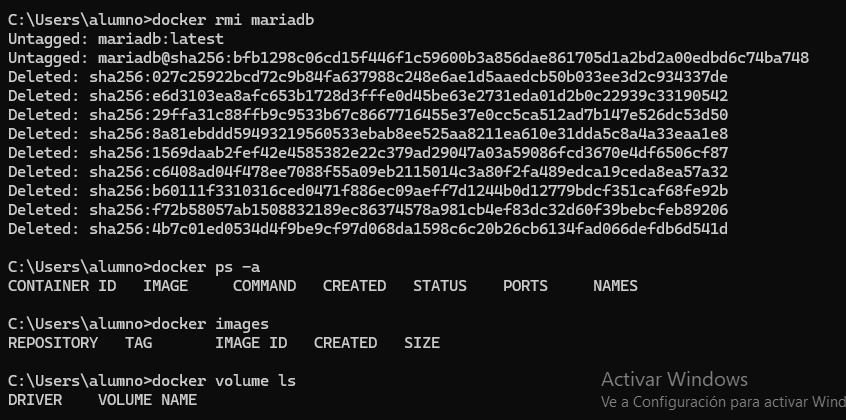 C:\Users\alumno>docker rmi mariadb
Untagged: mariadb:latest
Untagged: mariadb@sha256:bfb1298c06cd15f446f1c59600b3a856dae861705d1a2bd2a00edbd6c74ba748
Deleted: sha256:027c25922bcd72c9b84fa637988c248e6ae1d5aaedcb50b033ee3d2c934337de
Deleted: sha256:e6d3103ea8afc653b1728d3fffe0d45be63e2731eda01d2b0c22939c33190542
Deleted: sha256:29ffa31c88ffb9c9533b67c8667716455e37e0cc5ca512ad7b147e526dc53d50
Deleted: sha256:8a81ebddd59493219560533ebab8ee525aa8211ea610e31dda5c8a4a33eaa1e8
Deleted: sha256:1569daab2fef42e4585382e22c379ad29047a03a59086fcd3670e4df6506cf87
Deleted: sha256:c6408ad04f478ee7088f55a09eb2115014c3a80f2fa489edca19ceda8ea57a32
Deleted: sha256:b60111f3310316ced0471f886ec09aeff7d1244b0d12779bdcf351caf68fe92b
Deleted: sha256:f72b58057ab1508832189ec86374578a981cb4ef83dc32d60f39bebcfeb89206
Deleted: sha256:4b7c01ed0534d4f9be9cf97d068da1598c6c20b26cb6134fad066defdb6d541d
C:\Users\alumno>docker ps -a
CONTAINER ID   IMAGE     COMMAND   CREATED   STATUS    PORTS     NAMES
C:\Users\alumno>docker images
REPOSITORY   TAG       IMAGE ID   CREATED   SIZE
C:\Users\alumno>docker volume ls
DRIVER    VOLUME NAME
Activar Windows
Ve a Configuración para activar Wind